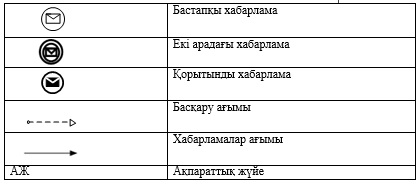 Бастапқы хабарлама
Екі арадағы хабарлама
Қорытынды хабарлама
Басқару ағымы
Хабарламалар ағымы
АЖ Ақпараттық жүйе